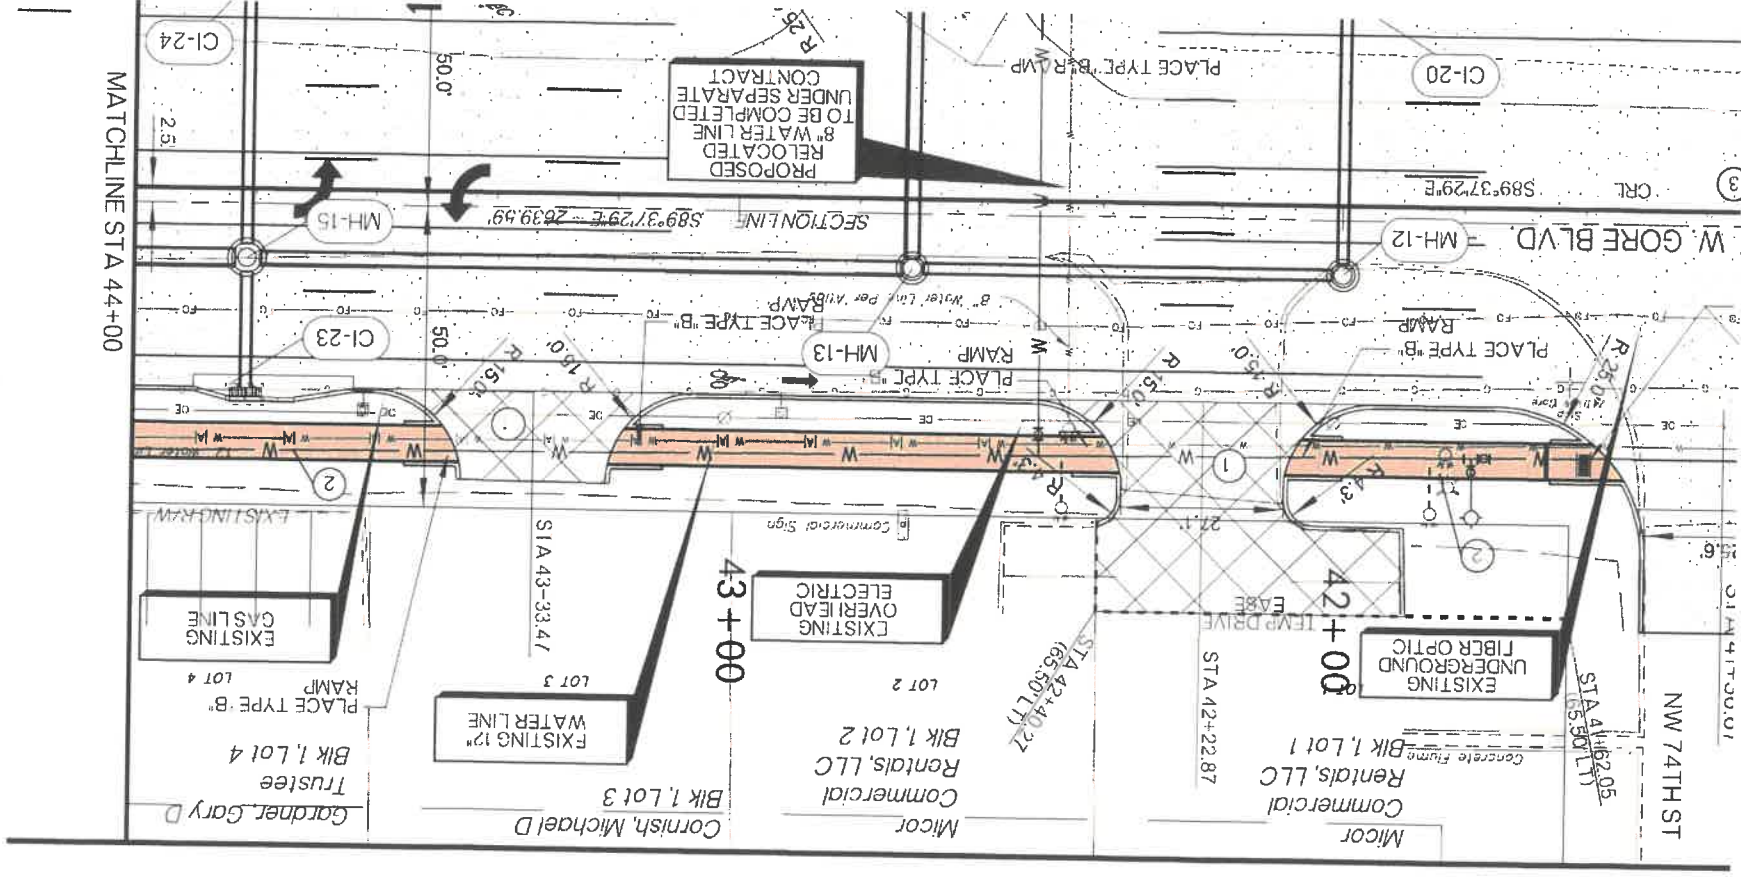 MATCHLINE STA 44+00
NW 74TH ST
Micor
Commercial
Rentals, LLC
Blk 1, Lot 1
Micor
Commercial
Rentals, LLC
Blk 1, Lot 2
Cornish, Michael D
Blk 1, Lot 3
Gardner, Gary D
Trustee
Blk 1, Lot 4
Concrete Flume
STA 41+62.05
(65.50' LT)
STA 42+22.87
STA 42+40.27
(65.50' LT)
LOT 2
LOT 3
LOT 4
EXISTING
UNDERGROUND
FIBER OPTIC
EXISTING
OVERHEAD
ELECTRIC
EXISTING 12"
WATER LINE
EXISTING
GAS LINE
PLACE TYPE "B"
RAMP
42+00
43+00
TEMP DRIVE
EASE
STA 43-33.47
27.1'
Commercial Sign
EXISTING R/W
2
2
1
1
R 4.3'
R 25.0'
R 15.0'
R 15.0'
R 15.0'
R 15.0'
PLACE TYPE "B"
RAMP
PLACE TYPE "B"
RAMP
PLACE TYPE "B"
RAMP
MH-13
CI-23
50.0'
8" Water Line Per Atlas
W. GORE BLVD.
MH-12
MH-15
SECTION LINE
S89°37'29"E - 2639.59'
CRL
S89°37'29"E
3
PROPOSED
RELOCATED
8" WATER LINE
TO BE COMPLETED
UNDER SEPARATE
CONTRACT
PLACE TYPE "B" RAMP
CI-20
CI-24
2.5'
50.0'
R 25